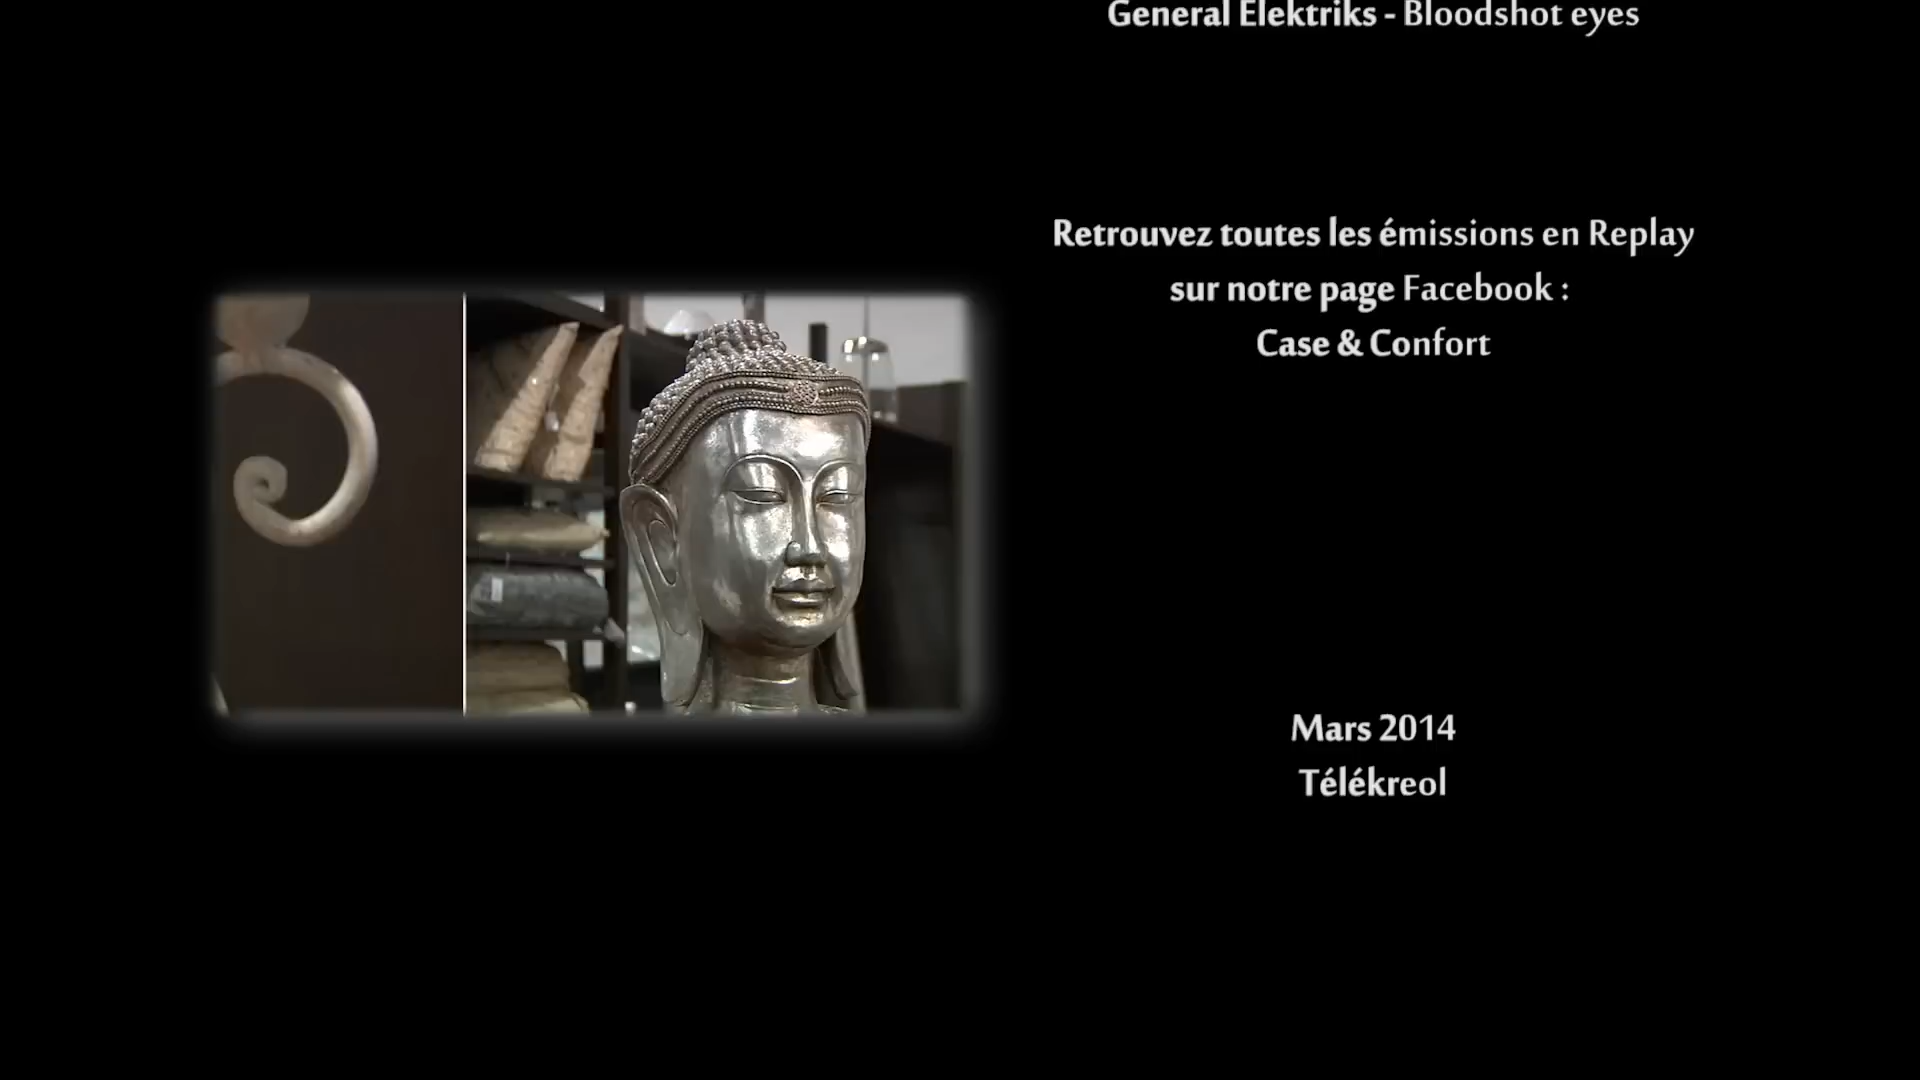 General Elektriks - Bloodshot eyes
Retrouvez toutes les émissions en Replay
sur notre page Facebook :
Case & Confort
Mars 2014
Télékreol